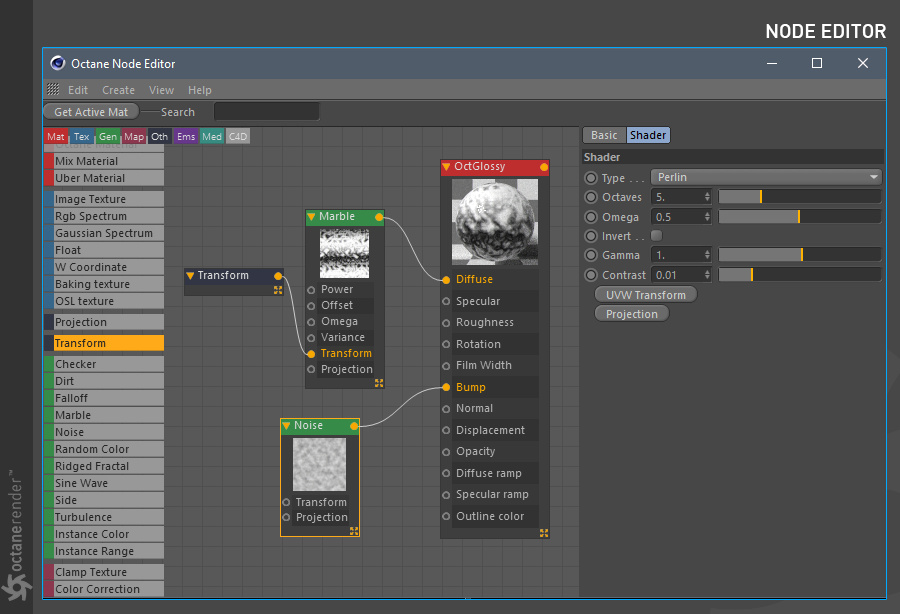 NODE EDITOR
Octane Node Editor
Edit Create View Help
Get Active Mat Search
Mat Tex Gen Map Oth Ems Med C4D
Octane Material
Mix Material
Uber Material
Image Texture
Rgb Spectrum
Gaussian Spectrum
Float
W Coordinate
Baking texture
OSL texture
Projection
Transform
Checker
Dirt
Falloff
Marble
Noise
Random Color
Ridged Fractal
Sine Wave
Side
Turbulence
Instance Color
Instance Range
Clamp Texture
Color Correction
Transform
Marble
Power
Offset
Omega
Variance
Transform
Projection
Noise
Transform
Projection
OctGlossy
Diffuse
Specular
Roughness
Rotation
Film Width
Bump
Normal
Displacement
Opacity
Diffuse ramp
Specular ramp
Outline color
Basic Shader
Shader
Type . . . Perlin
Octaves 5.
Omega 0.5
Invert . .
Gamma 1.
Contrast 0.01
UVW Transform
Projection
octanerender™